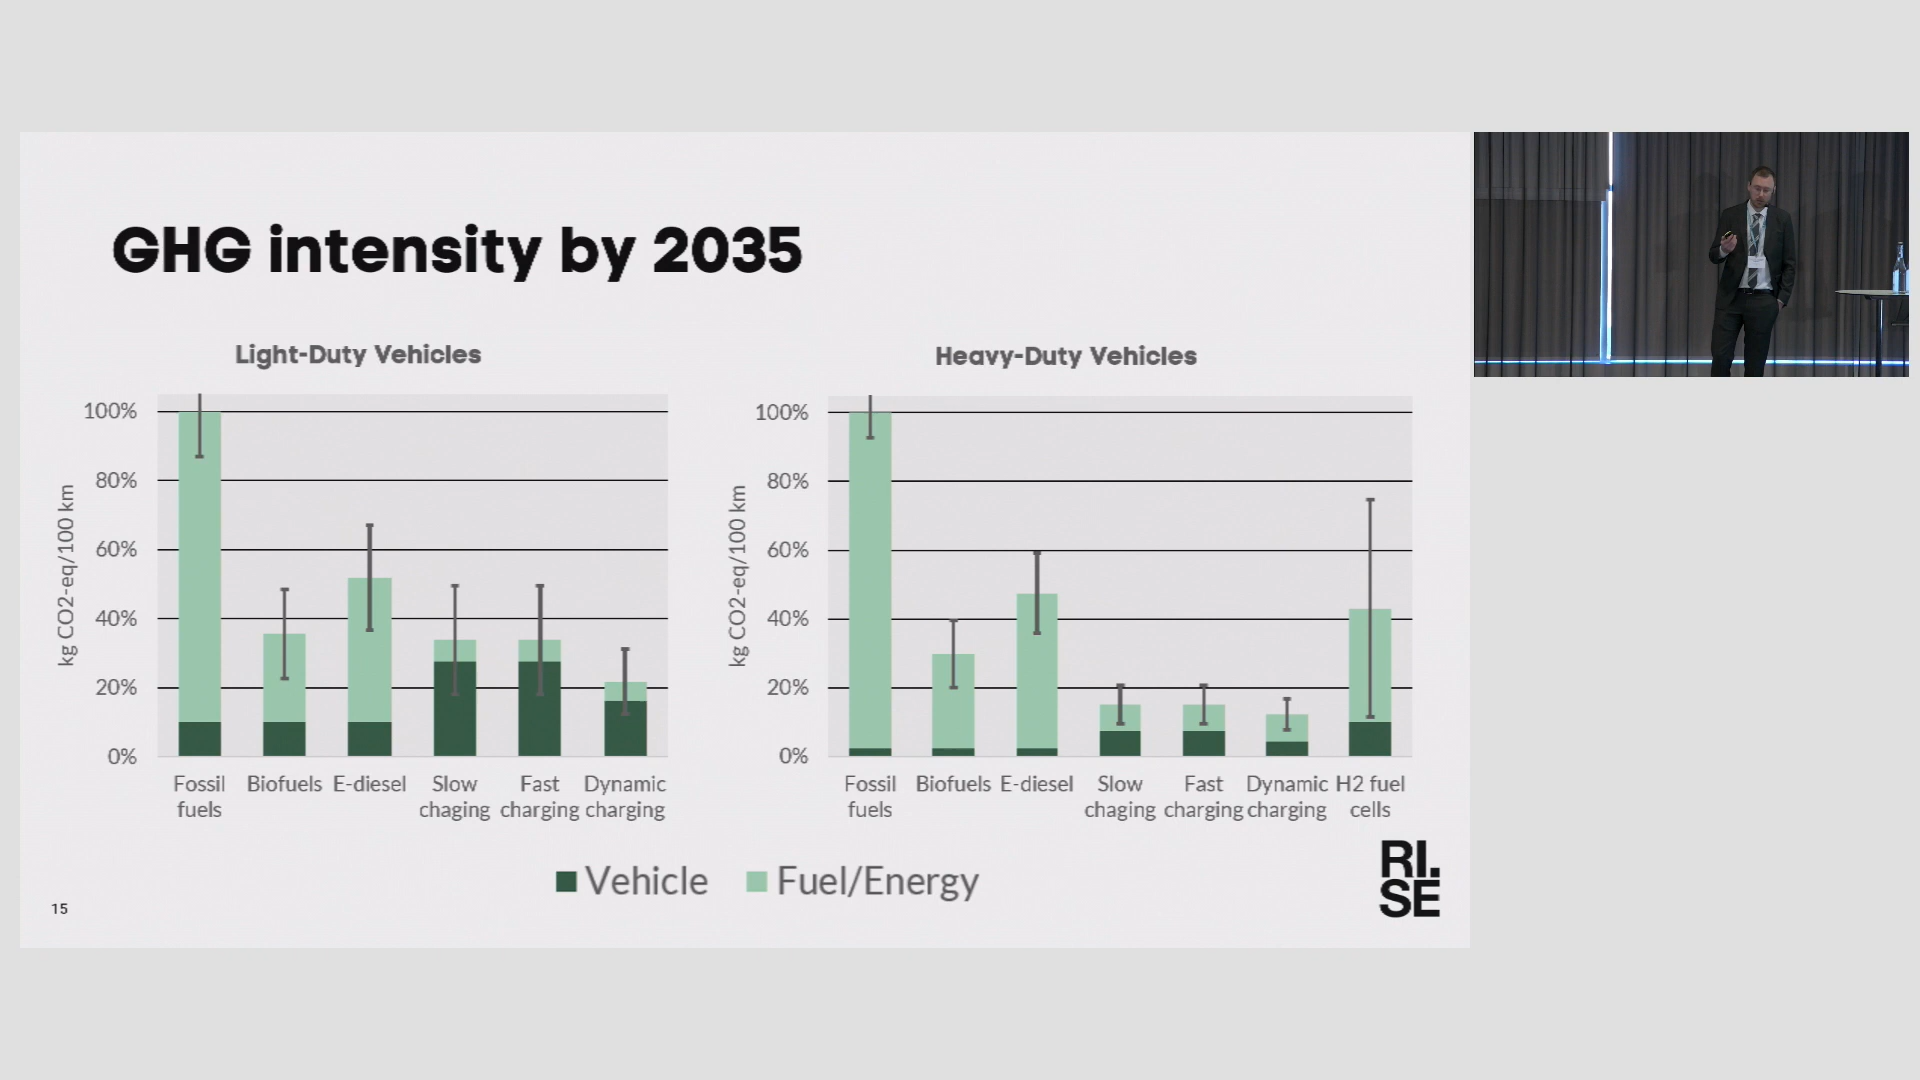 GHG intensity by 2035
Light-Duty Vehicles
kg CO2-eq/100 km
100%
80%
60%
40%
20%
0%
Fossil
fuels
Biofuels
E-diesel
Slow
chaging
Fast
charging
Dynamic
charging
Heavy-Duty Vehicles
kg CO2-eq/100 km
100%
80%
60%
40%
20%
0%
Fossil
fuels
Biofuels
E-diesel
Slow
chaging
Fast
charging
Dynamic
charging
H2 fuel
cells
Vehicle
Fuel/Energy
15
RI.
SE